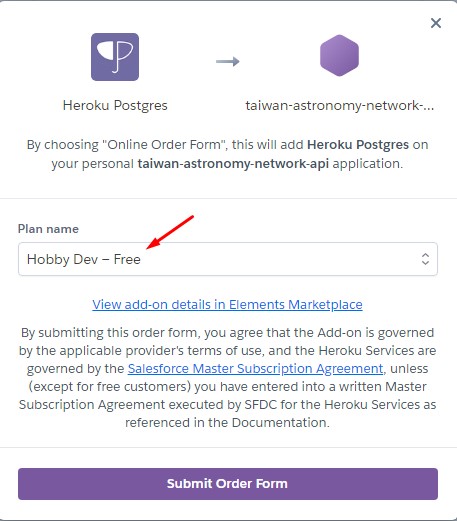 Heroku Postgres
taiwan-astronomy-network-...
By choosing "Online Order Form", this will add Heroku Postgres on
your personal taiwan-astronomy-network-api application.
Plan name
Hobby Dev – Free
View add-on details in Elements Marketplace
By submitting this order form, you agree that the Add-on is governed
by the applicable provider's terms of use, and the Heroku Services are
governed by the Salesforce Master Subscription Agreement, unless
(except for free customers) you have entered into a written Master
Subscription Agreement executed by SFDC for the Heroku Services as
referenced in the Documentation.
Submit Order Form